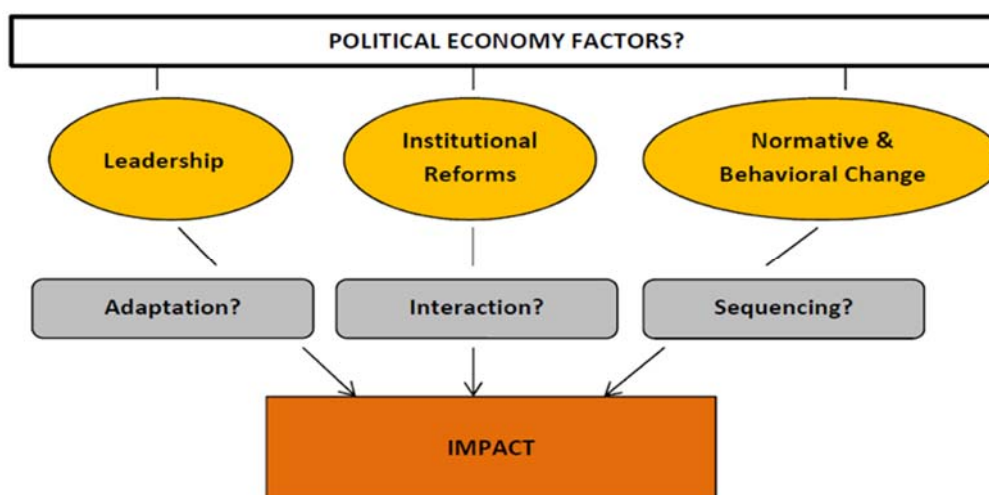 POLITICAL ECONOMY FACTORS?
Leadership
Institutional
Reforms
Normative &
Behavioral Change
Adaptation?
Interaction?
Sequencing?
IMPACT